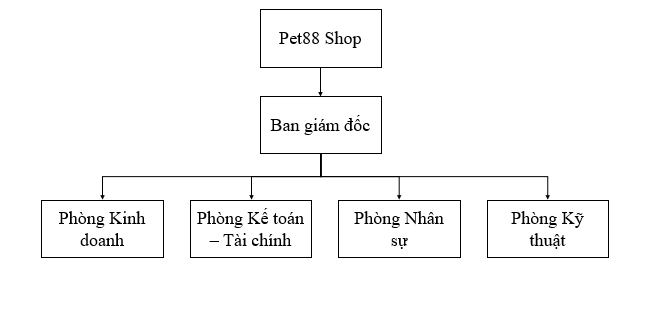 Pet88 Shop
Ban giám đốc
Phòng Kinh
doanh
Phòng Kế toán
– Tài chính
Phòng Nhân
sự
Phòng Kỹ
thuật